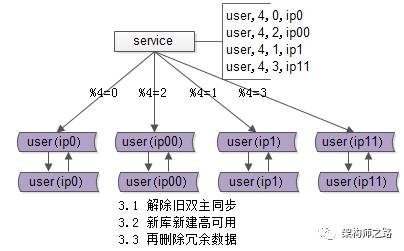 service
user,4,0,ip0
user,4,2,ip00
user,4,1,ip1
user,4,3,ip11
%4=0
%4=2
%4=1
%4=3
user(ip0)
user(ip00)
user(ip1)
user(ip11)
user(ip0)
user(ip00)
user(ip1)
user(ip11)
3.1 解除旧双主同步
3.2 新库新建高可用
3.3 再删除冗余数据
架构师之路